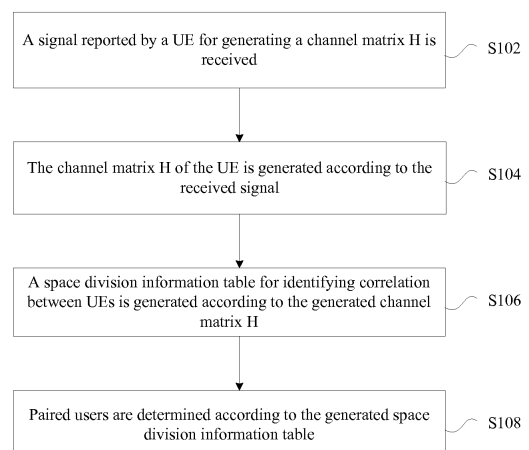 A signal reported by a UE for generating a channel matrix H is
received
S102
The channel matrix H of the UE is generated according to the
received signal
S104
A space division information table for identifying correlation
between UEs is generated according to the generated channel
matrix H
S106
Paired users are determined according to the generated space
division information table
S108